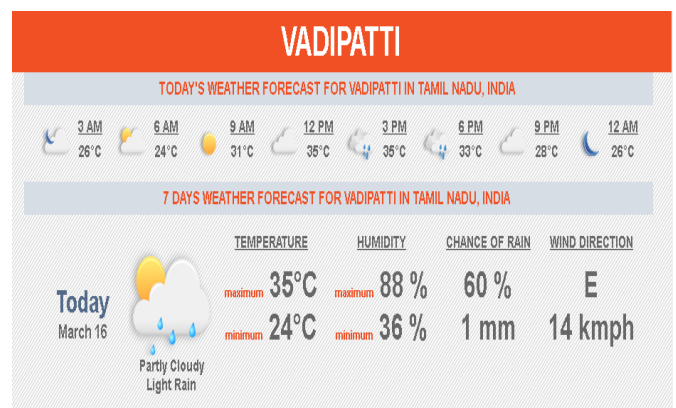 VADIPATTI
TODAY'S WEATHER FORECAST FOR VADIPATTI IN TAMIL NADU, INDIA
3 AM 6 AM 9 AM 12 PM 3 PM 6 PM 9 PM 12 AM
26°C 24°C 31°C 35°C 35°C 33°C 28°C 26°C
7 DAYS WEATHER FORECAST FOR VADIPATTI IN TAMIL NADU, INDIA
TEMPERATURE HUMIDITY CHANCE OF RAIN WIND DIRECTION
Today maximum 35°C maximum 88 % 60 % E
March 16 minimum 24°C minimum 36 % 1 mm 14 kmph
Partly Cloudy
Light Rain